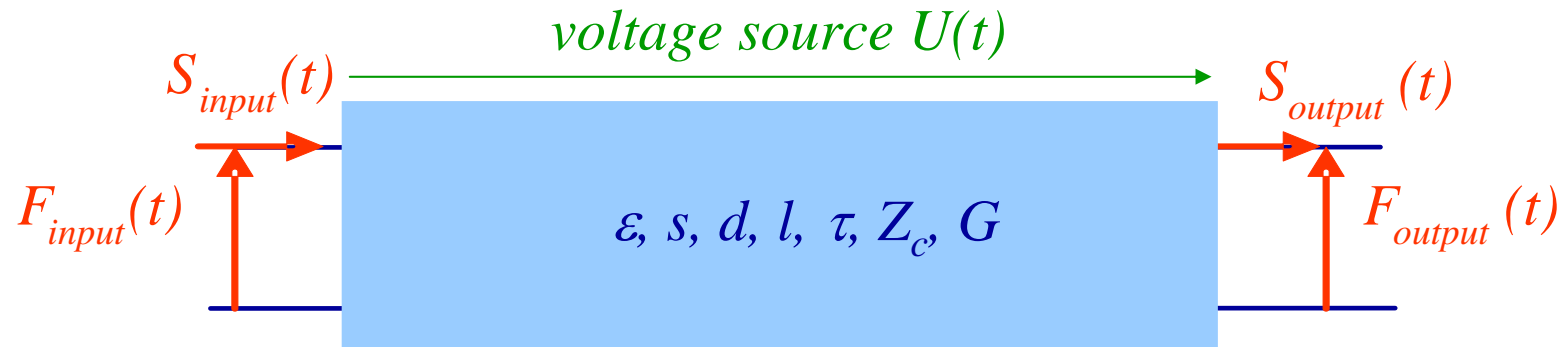 voltage source U(t)
S_input(t)
S_output (t)
F_input(t)
ε, s, d, l, τ, Z_c, G
F_output (t)